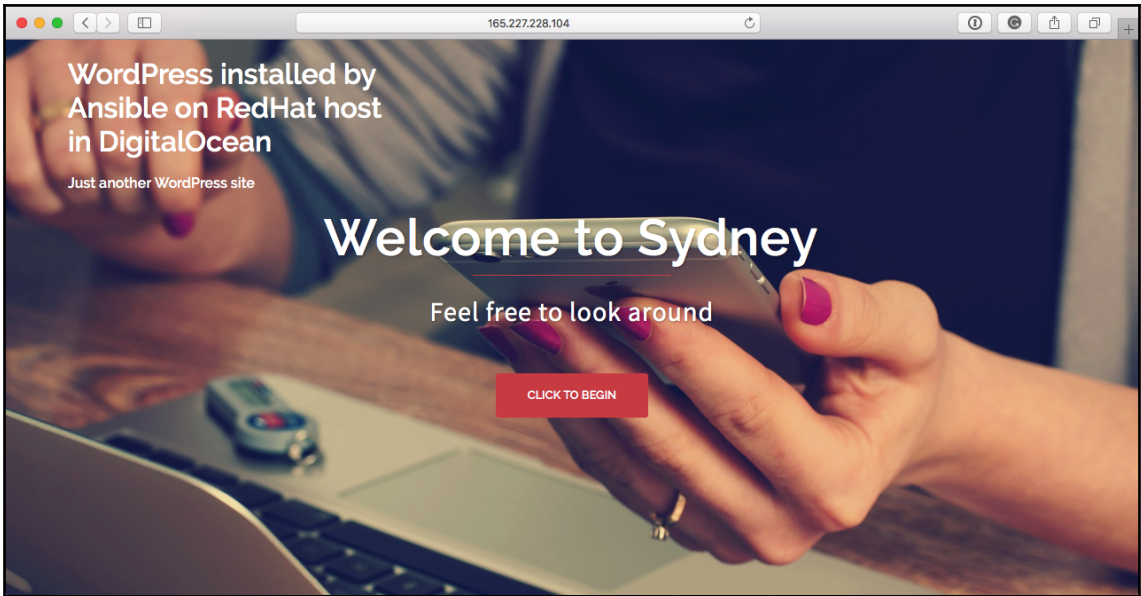 165.227.228.104
WordPress installed by
Ansible on RedHat host
in DigitalOcean
Just another WordPress site
Welcome to Sydney
Feel free to look around
CLICK TO BEGIN